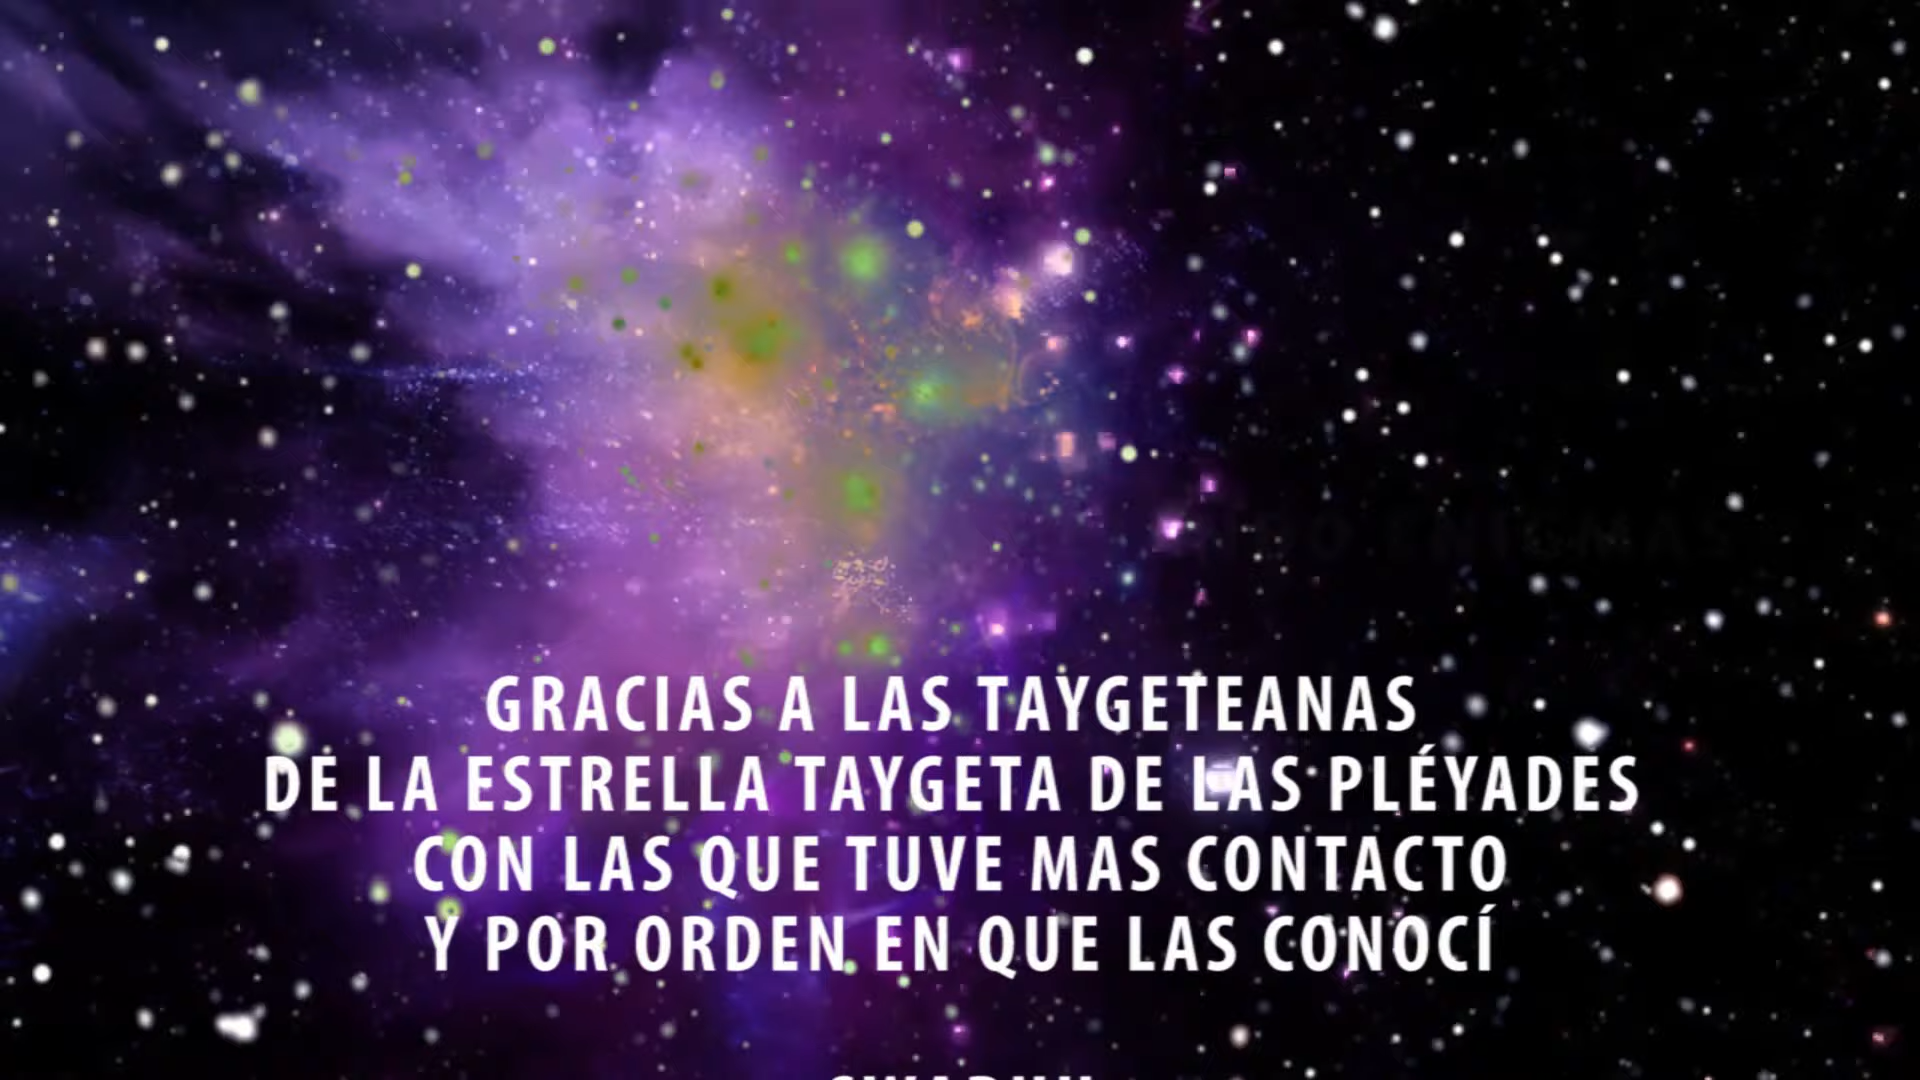 GRACIAS A LAS TAYGETEANAS
DE LA ESTRELLA TAYGETA DE LAS PLÉYADES
CON LAS QUE TUVE MAS CONTACTO
Y POR ORDEN EN QUE LAS CONOCÍ